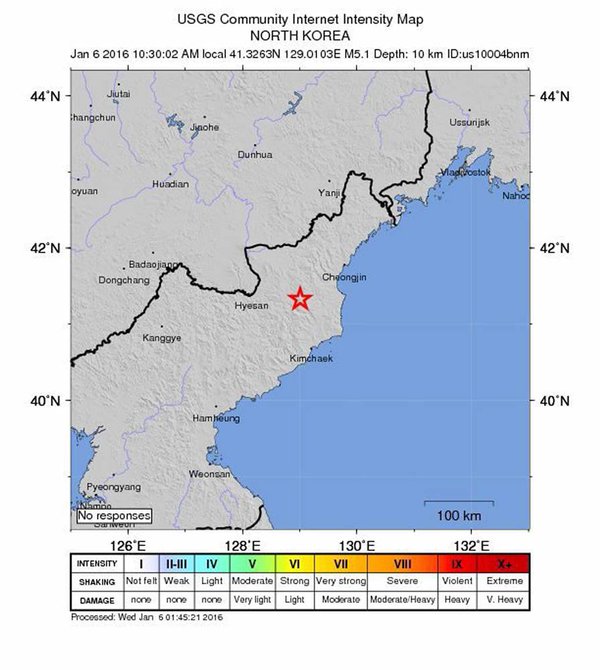 USGS Community Internet Intensity Map
NORTH KOREA
Jan 6 2016 10:30:02 AM local 41.3263N 129.0103E M5.1 Depth: 10 km ID:us10004bnm
44°N
44°N
Jiutai
Changchun
Jiaohe
Ussurijsk
Dunhua
Vladivostok
oyuan
Huadian
Yanji
Nahod
42°N
42°N
Badaojiang
Dongchang
Cheongjin
Hyesan
Kanggye
Kimchaek
40°N
40°N
Hamheung
Weonsan
Pyeongyang
Nampo
No responses
Sariweon
100 km
126°E
128°E
130°E
132°E
INTENSITY I II-III IV V VI VII VIII IX X+
SHAKING Not felt Weak Light Moderate Strong Very strong Severe Violent Extreme
DAMAGE none none none Very light Light Moderate Moderate/Heavy Heavy V. Heavy
Processed: Wed Jan 6 01:45:21 2016